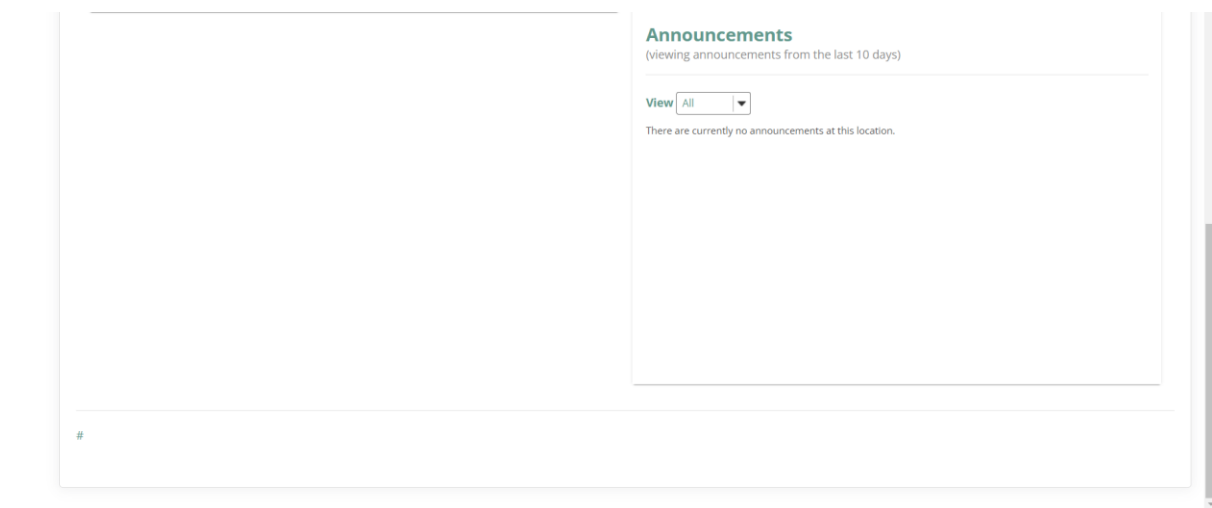 Announcements
(viewing announcements from the last 10 days)
View All
There are currently no announcements at this location.
#